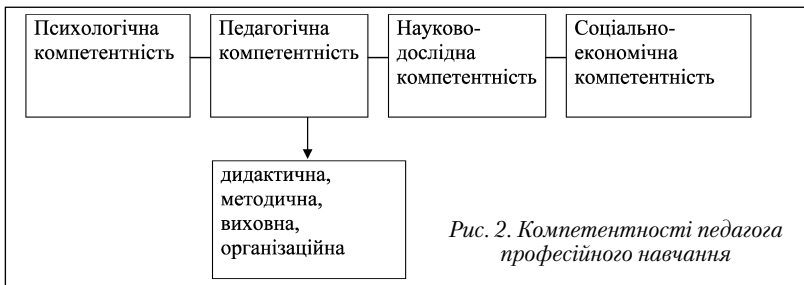 Психологічна
компетентність
Педагогічна
компетентність
Науково-
дослідна
компетентність
Соціально-
економічна
компетентність
дидактична,
методична,
виховна,
організаційна
Рис. 2. Компетентності педагога
професійного навчання